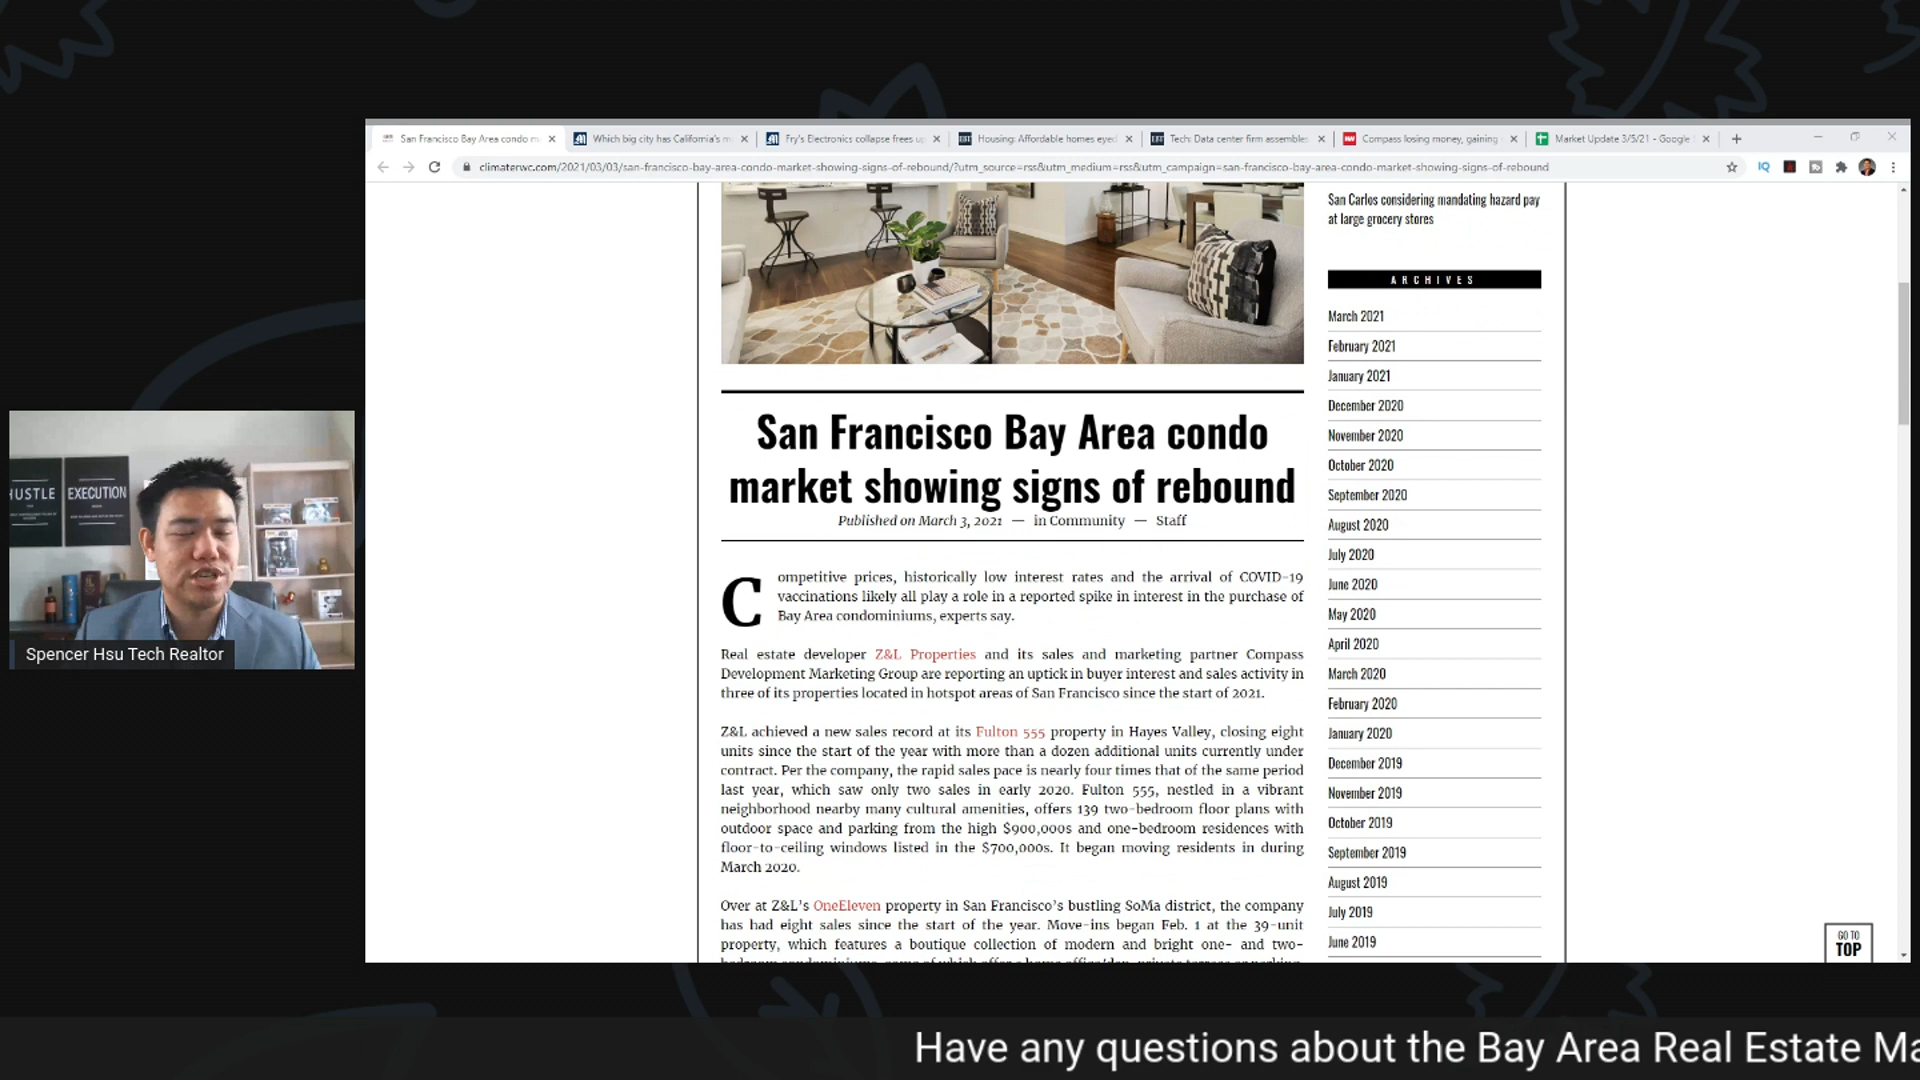 San Francisco Bay Area condo m
Which big city has California's m
Fry's Electronics collapse frees u
Housing: Affordable homes eyed
Tech: Data center firm assembles
Compass losing money, gaining
Market Update 3/5/21 - Google
climaterwc.com/2021/03/03/san-francisco-bay-area-condo-market-showing-signs-of-rebound/?utm_source=rss&utm_medium=rss&utm_campaign=san-francisco-bay-area-condo-market-showing-signs-of-rebound
San Carlos considering mandating hazard pay
at large grocery stores
ARCHIVES
March 2021
February 2021
January 2021
December 2020
November 2020
October 2020
September 2020
August 2020
July 2020
June 2020
May 2020
April 2020
March 2020
February 2020
January 2020
December 2019
November 2019
October 2019
September 2019
August 2019
July 2019
June 2019
San Francisco Bay Area condo
market showing signs of rebound
Published on March 3, 2021 — in Community — Staff
Competitive prices, historically low interest rates and the arrival of COVID-19
vaccinations likely all play a role in a reported spike in interest in the purchase of
Bay Area condominiums, experts say.
Real estate developer Z&L Properties and its sales and marketing partner Compass
Development Marketing Group are reporting an uptick in buyer interest and sales activity in
three of its properties located in hotspot areas of San Francisco since the start of 2021.
Z&L achieved a new sales record at its Fulton 555 property in Hayes Valley, closing eight
units since the start of the year with more than a dozen additional units currently under
contract. Per the company, the rapid sales pace is nearly four times that of the same period
last year, which saw only two sales in early 2020. Fulton 555, nestled in a vibrant
neighborhood nearby many cultural amenities, offers 139 two-bedroom floor plans with
outdoor space and parking from the high $900,000s and one-bedroom residences with
floor-to-ceiling windows listed in the $700,000s. It began moving residents in during
March 2020.
Over at Z&L's OneEleven property in San Francisco's bustling SoMa district, the company
has had eight sales since the start of the year. Move-ins began Feb. 1 at the 39-unit
property, which features a boutique collection of modern and bright one- and two-
GO TO
TOP
HUSTLE
EXECUTION
Spencer Hsu Tech Realtor
Have any questions about the Bay Area Real Estate Ma